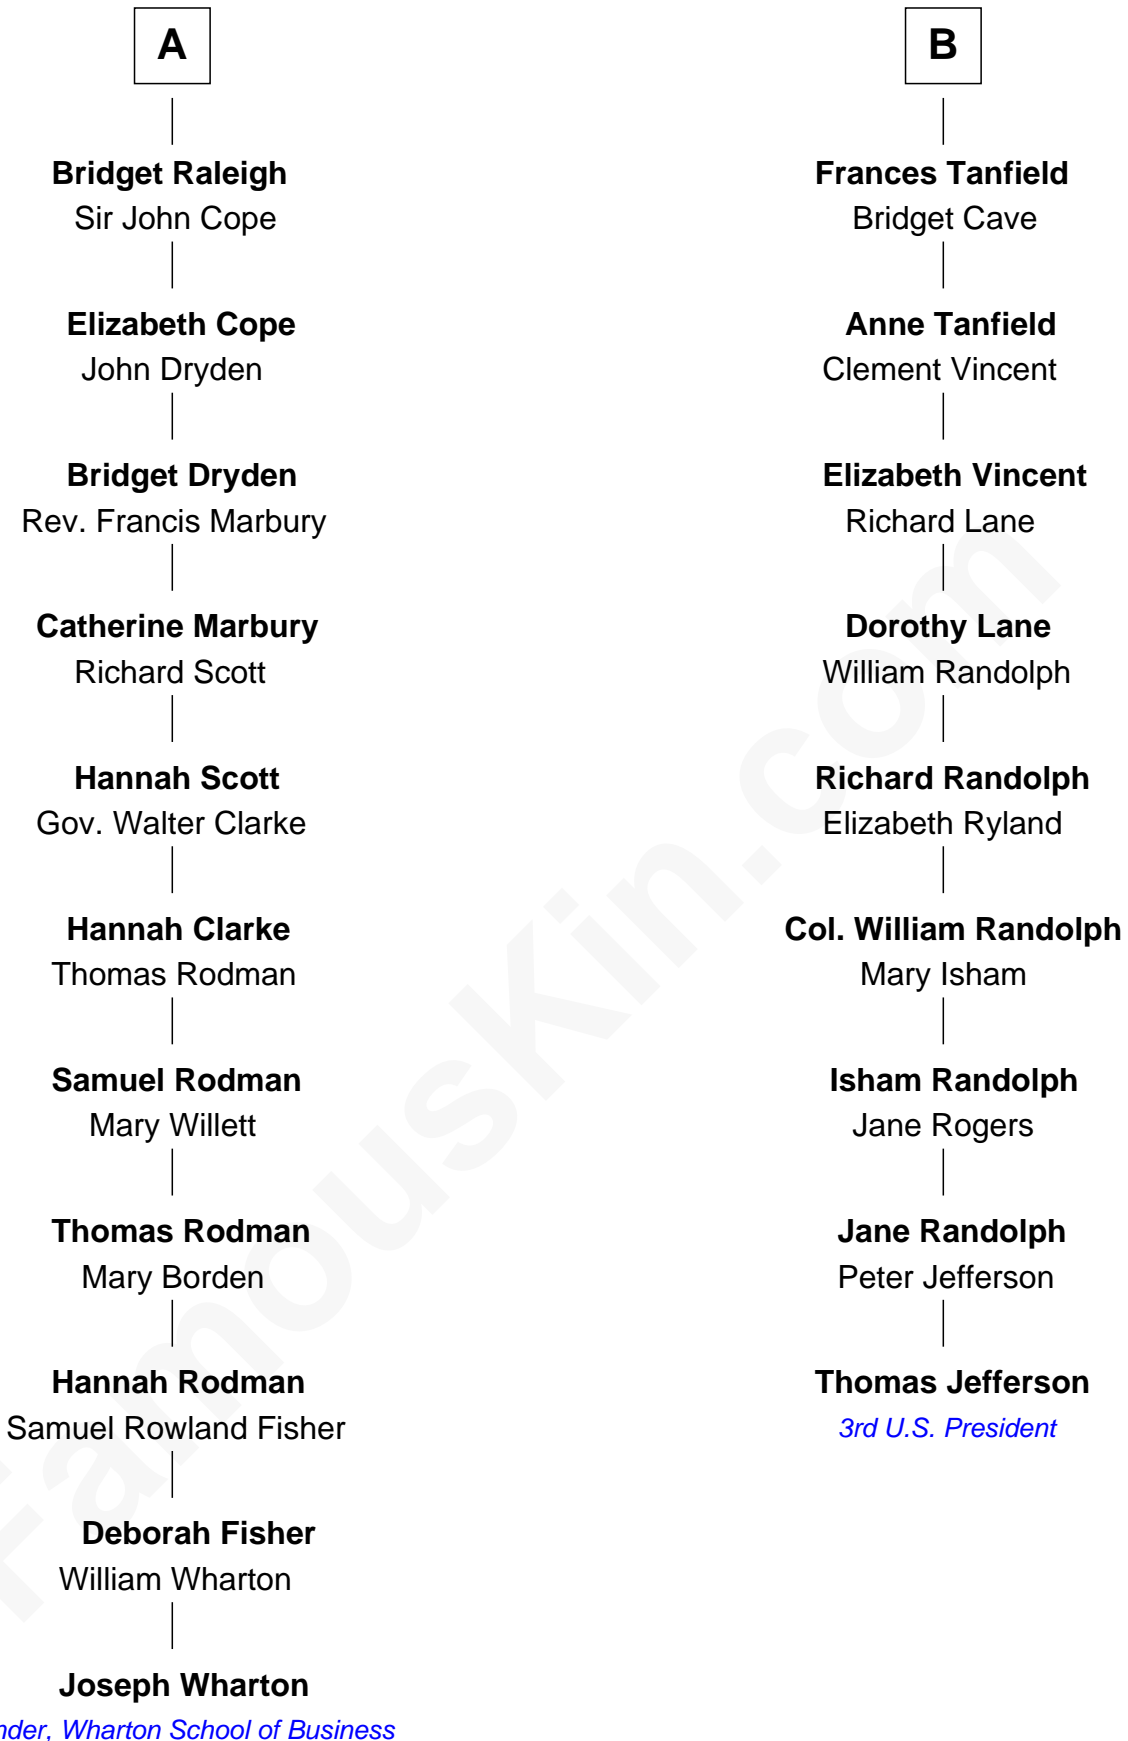 A
Bridget Raleigh
Sir John Cope
Elizabeth Cope
John Dryden
Bridget Dryden
Rev. Francis Marbury
Catherine Marbury
Richard Scott
Hannah Scott
Gov. Walter Clarke
Hannah Clarke
Thomas Rodman
Samuel Rodman
Mary Willett
Thomas Rodman
Mary Borden
Hannah Rodman
Samuel Rowland Fisher
Deborah Fisher
William Wharton
Joseph Wharton
nder, Wharton School of Business
B
Frances Tanfield
Bridget Cave
Anne Tanfield
Clement Vincent
Elizabeth Vincent
Richard Lane
Dorothy Lane
William Randolph
Richard Randolph
Elizabeth Ryland
Col. William Randolph
Mary Isham
Isham Randolph
Jane Rogers
Jane Randolph
Peter Jefferson
Thomas Jefferson
3rd U.S. President
FamousKin.com